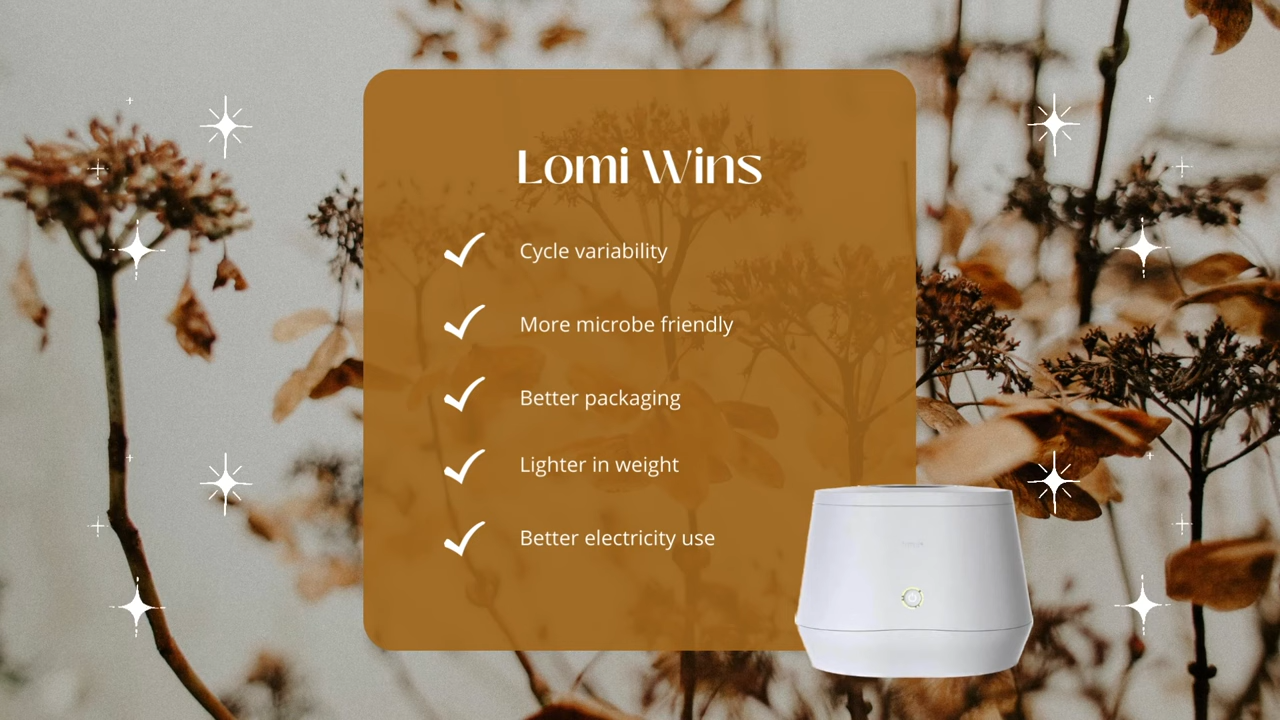 Lomi Wins
Cycle variability
More microbe friendly
Better packaging
Lighter in weight
Better electricity use